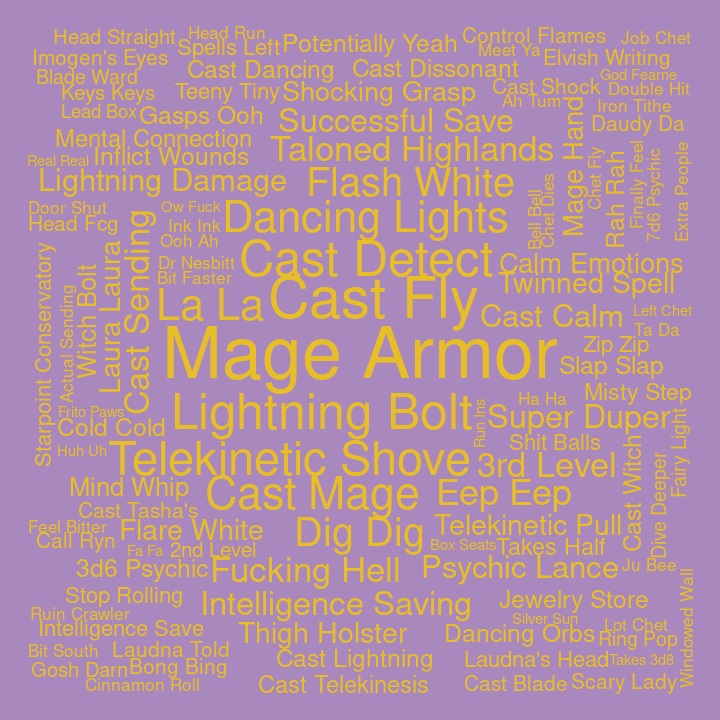 Head Straight
Head Run
Spells Left
Potentially Yeah
Control Flames
Job Chet
Imogen's Eyes
Meet Ya
Elvish Writing
Blade Ward
Cast Dancing
Cast Dissonant
God Fearne
Keys Keys
Teeny Tiny
Shocking Grasp
Cast Shock
Double Hit
Lead Box
Gasps Ooh
Ah Tum
Iron Tithe
Successful Save
Daudy Da
Mental Connection
Taloned Highlands
Mage Hand
Real Real
Inflict Wounds
Chet Fly
Rah Rah
Finally Feel
7d6 Psychic
Extra People
Lightning Damage
Flash White
Bell Bell
Chet Dies
Door Shut
Ow Fuck
Head Fcg
Ink Ink
Dancing Lights
Ooh Ah
Cast Detect
Calm Emotions
Dr Nesbitt
Bit Faster
Twinned Spell
Starpoint Conservatory
Actual Sending
Witch Bolt
Laura Laura
Cast Sending
La La
Cast Fly
Cast Calm
Left Chet
Ta Da
Mage Armor
Zip Zip
Slap Slap
Frito Paws
Lightning Bolt
Run Ins
Ha Ha
Misty Step
Super Duper
Cold Cold
Shit Balls
Fairy Light
Huh Uh
Telekinetic Shove
3rd Level
Cast Witch
Dive Deeper
Mind Whip
Cast Mage
Eep Eep
Cast Tasha's
Feel Bitter
Flare White
Dig Dig
Telekinetic Pull
Call Ryn
Fa Fa
2nd Level
Box Seats
Takes Half
3d6 Psychic
Fucking Hell
Psychic Lance
Ju Bee
Stop Rolling
Intelligence Saving
Jewelry Store
Windowed Wall
Ruin Crawler
Silver Sun
Intelligence Save
Thigh Holster
Dancing Orbs
Lot Chet
Ring Pop
Bit South
Laudna Told
Cast Lightning
Laudna's Head
Takes 3d8
Gosh Darn
Bong Bing
Cinnamon Roll
Cast Telekinesis
Cast Blade
Scary Lady